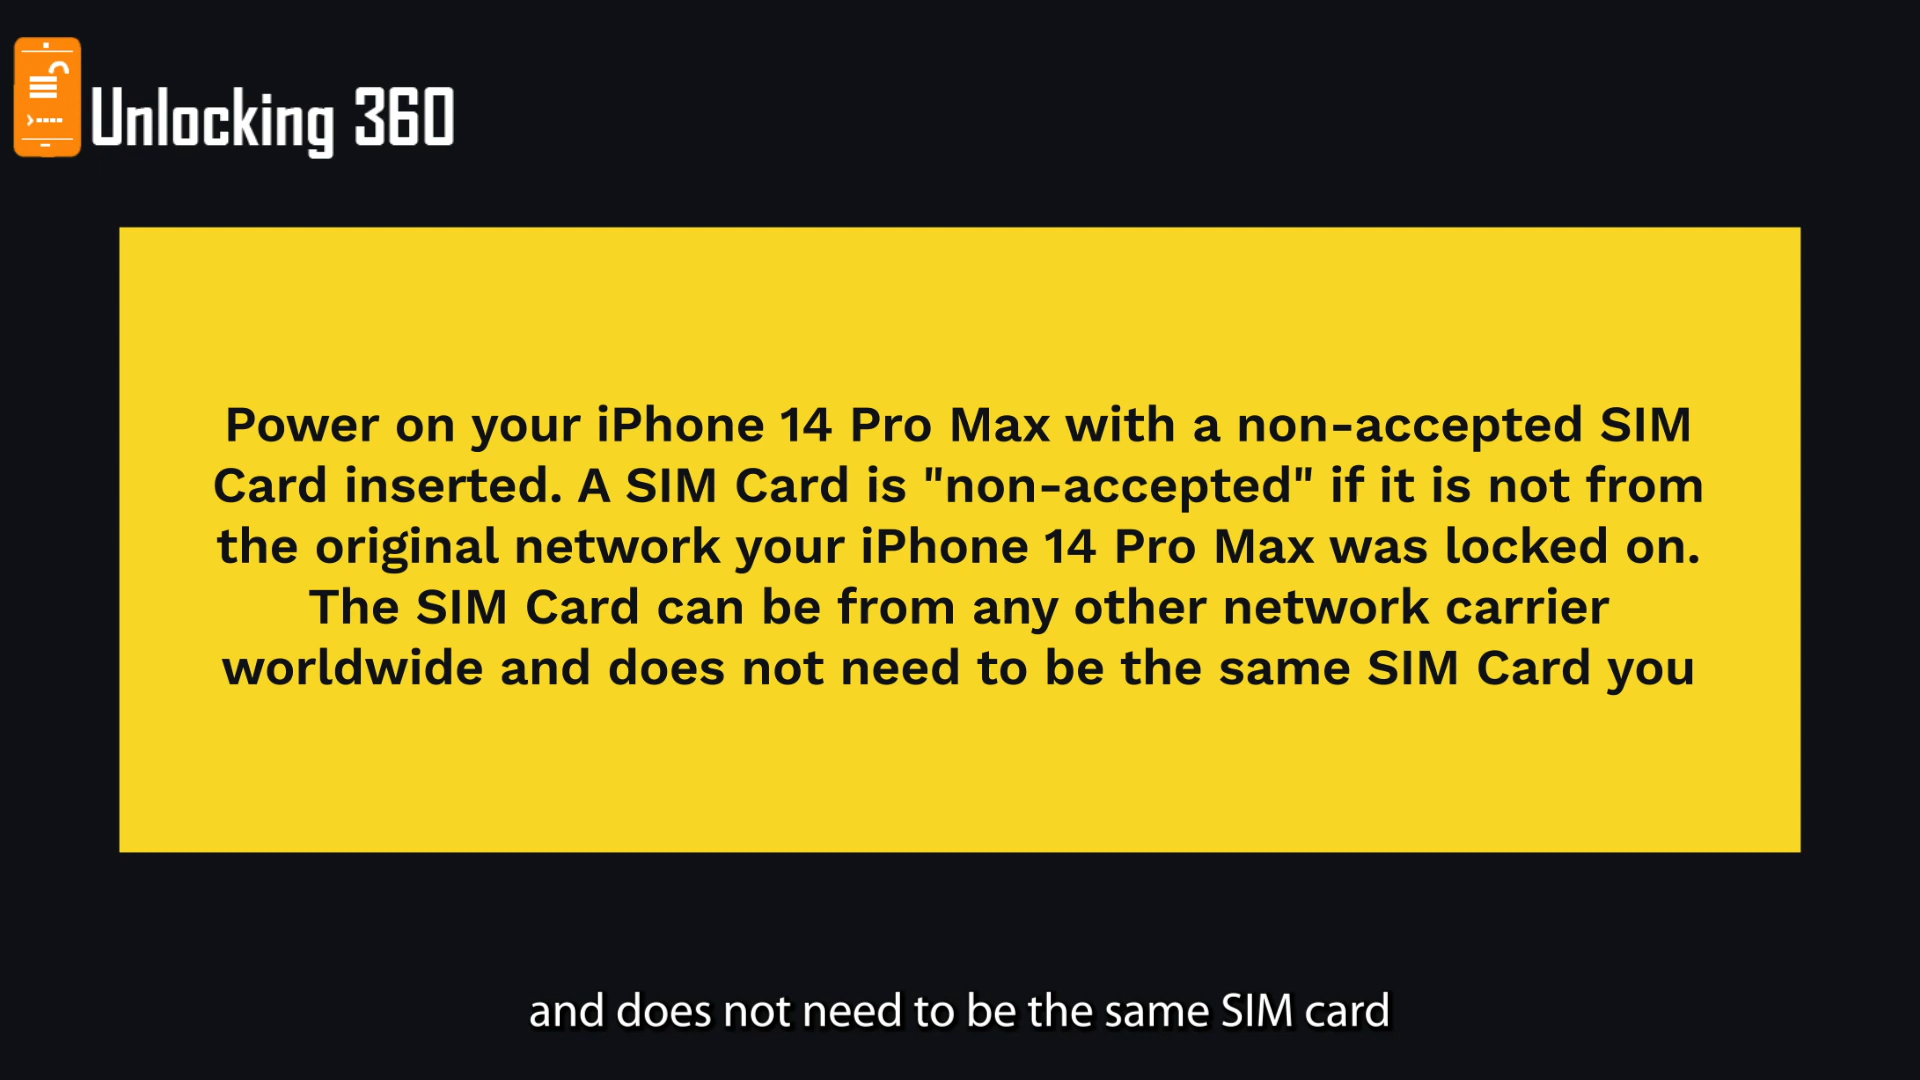 Unlocking 360
Power on your iPhone 14 Pro Max with a non-accepted SIM
Card inserted. A SIM Card is "non-accepted" if it is not from
the original network your iPhone 14 Pro Max was locked on.
The SIM Card can be from any other network carrier
worldwide and does not need to be the same SIM Card you
and does not need to be the same SIM card